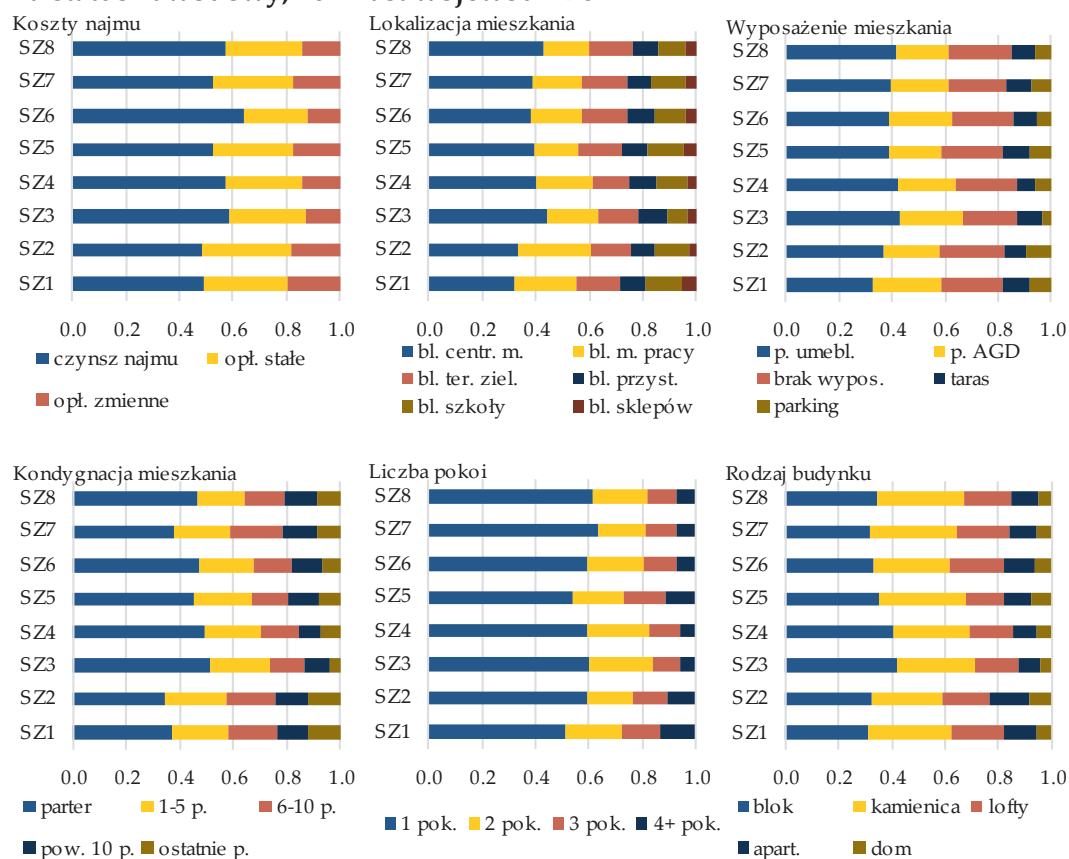 Koszty najmu
SZ8
SZ7
SZ6
SZ5
SZ4
SZ3
SZ2
SZ1
0.0 0.2 0.4 0.6 0.8 1.0
czynsz najmu opł. stałe
opł. zmienne
Lokalizacja mieszkania
SZ8
SZ7
SZ6
SZ5
SZ4
SZ3
SZ2
SZ1
0.0 0.2 0.4 0.6 0.8 1.0
bl. centr. m. bl. m. pracy
bl. ter. ziel. bl. przyst.
bl. szkoły bl. sklepów
Wyposażenie mieszkania
SZ8
SZ7
SZ6
SZ5
SZ4
SZ3
SZ2
SZ1
0.0 0.2 0.4 0.6 0.8 1.0
p. umebl. p. AGD
brak wypos. taras
parking
Kondygnacja mieszkania
SZ8
SZ7
SZ6
SZ5
SZ4
SZ3
SZ2
SZ1
0.0 0.2 0.4 0.6 0.8 1.0
parter 1-5 p. 6-10 p.
pow. 10 p. ostatnie p.
Liczba pokoi
SZ8
SZ7
SZ6
SZ5
SZ4
SZ3
SZ2
SZ1
0.0 0.2 0.4 0.6 0.8 1.0
1 pok. 2 pok. 3 pok. 4+ pok.
Rodzaj budynku
SZ8
SZ7
SZ6
SZ5
SZ4
SZ3
SZ2
SZ1
0.0 0.2 0.4 0.6 0.8 1.0
blok kamienica lofty
apart. dom